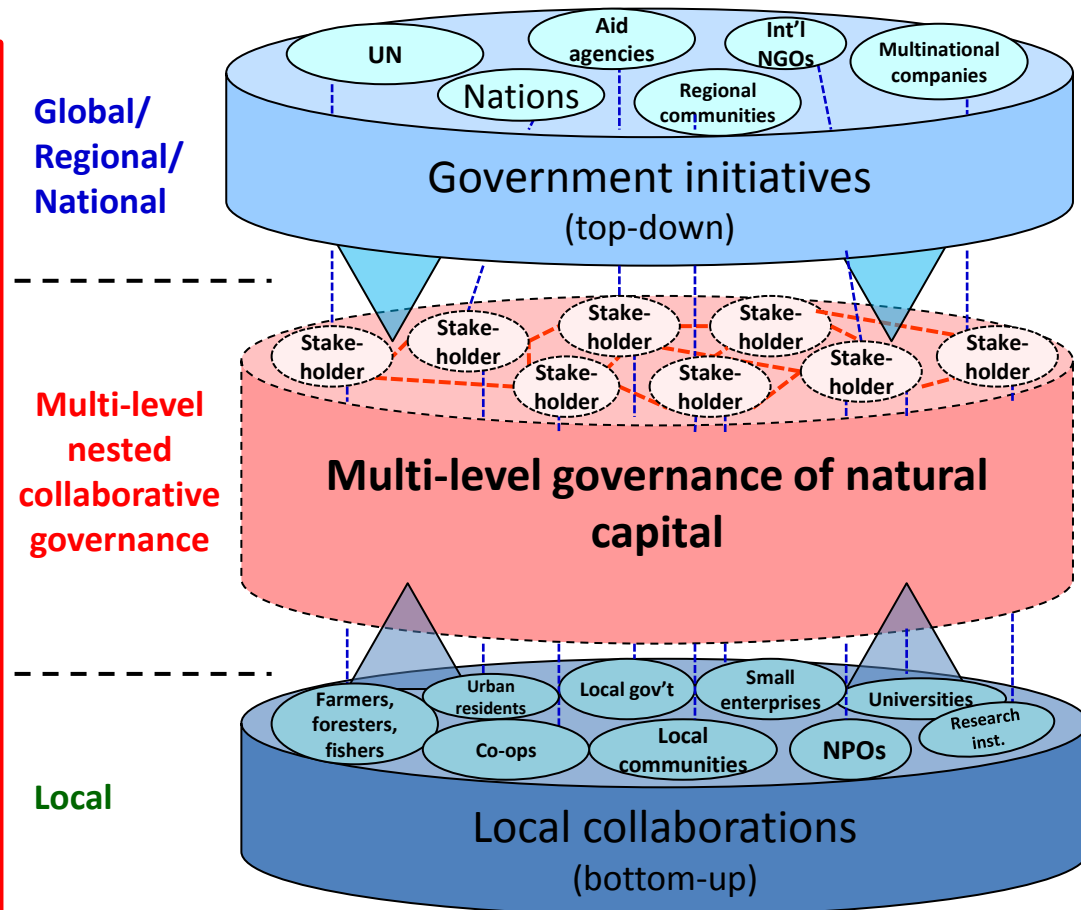 UN
Aid
agencies
Int'l
NGOs
Multinational
companies
Nations
Regional
communities
Global/
Regional/
National
Government initiatives
(top-down)
Stake-
holder
Stake-
holder
Stake-
holder
Stake-
holder
Stake-
holder
Stake-
holder
Stake-
holder
Stake-
holder
Multi-level
nested
collaborative
governance
Multi-level governance of natural
capital
Farmers,
foresters,
fishers
Urban
residents
Local gov't
Small
enterprises
Universities
Research
inst.
Co-ops
Local
communities
NPOs
Local
Local collaborations
(bottom-up)